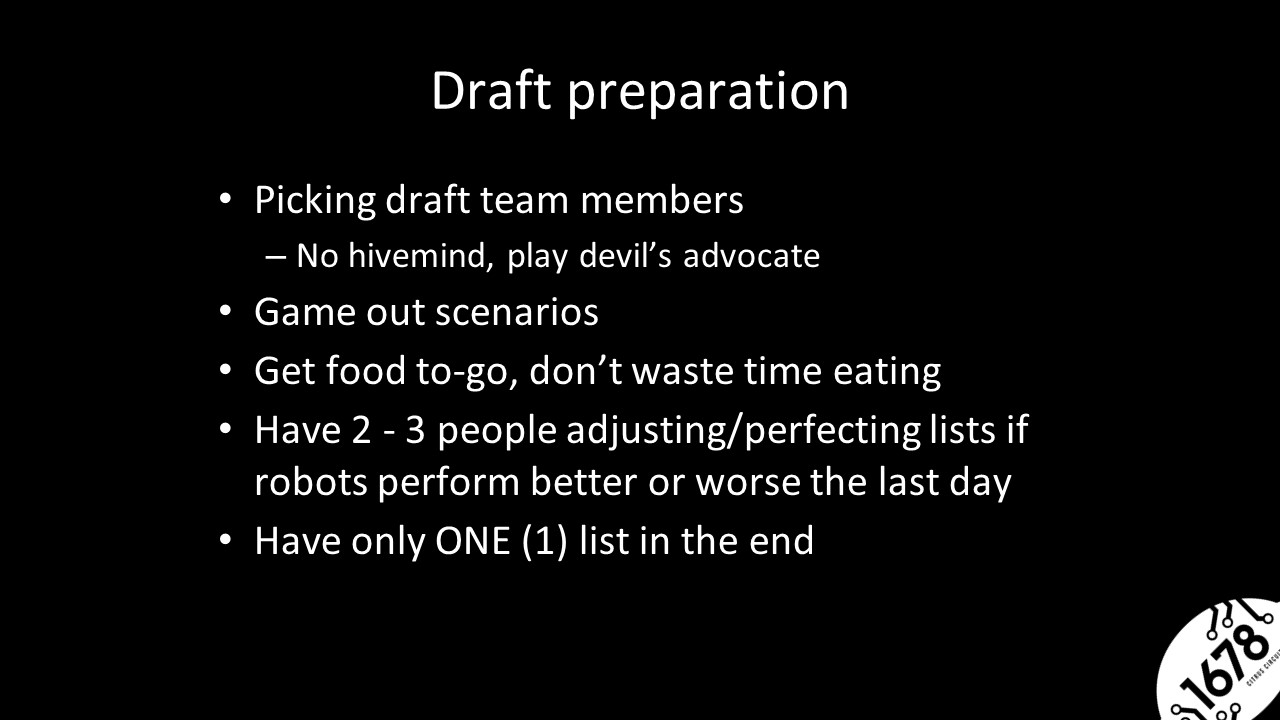 Draft preparation
• Picking draft team members
– No hivemind, play devil’s advocate
• Game out scenarios
• Get food to-go, don’t waste time eating
• Have 2 - 3 people adjusting/perfecting lists if
robots perform better or worse the last day
• Have only ONE (1) list in the end
1678